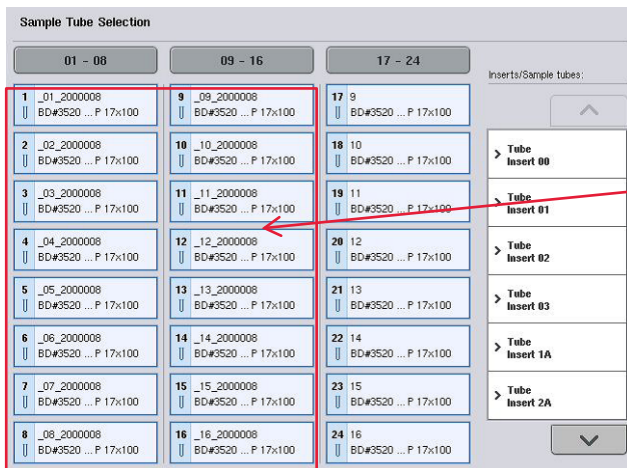 Sample Tube Selection
01 - 08
09 - 16
17 - 24
Inserts/Sample tubes:
1 _01_2000008
BD#3520 ... P 17x100
2 _02_2000008
BD#3520 ... P 17x100
3 _03_2000008
BD#3520 ... P 17x100
4 _04_2000008
BD#3520 ... P 17x100
5 _05_2000008
BD#3520 ... P 17x100
6 _06_2000008
BD#3520 ... P 17x100
7 _07_2000008
BD#3520 ... P 17x100
8 _08_2000008
BD#3520 ... P 17x100
9 _09_2000008
BD#3520 ... P 17x100
10 _10_2000008
BD#3520 ... P 17x100
11 _11_2000008
BD#3520 ... P 17x100
12 _12_2000008
BD#3520 ... P 17x100
13 _13_2000008
BD#3520 ... P 17x100
14 _14_2000008
BD#3520 ... P 17x100
15 _15_2000008
BD#3520 ... P 17x100
16 _16_2000008
BD#3520 ... P 17x100
17 9
BD#3520 ... P 17x100
18 10
BD#3520 ... P 17x100
19 11
BD#3520 ... P 17x100
20 12
BD#3520 ... P 17x100
21 13
BD#3520 ... P 17x100
22 14
BD#3520 ... P 17x100
23 15
BD#3520 ... P 17x100
24 16
BD#3520 ... P 17x100
Tube
Insert 00
Tube
Insert 01
Tube
Insert 02
Tube
Insert 03
Tube
Insert 1A
Tube
Insert 2A